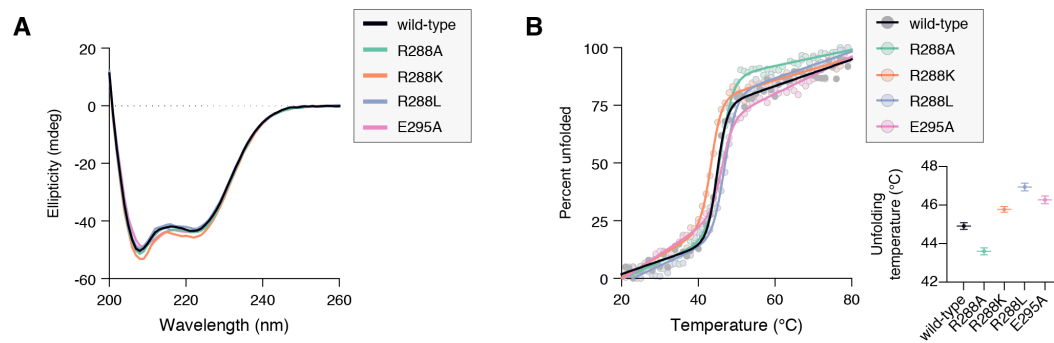 A
wild-type
R288A
R288K
R288L
E295A
20
0
-20
-40
-60
Ellipticity (mdeg)
200
220
240
260
Wavelength (nm)
B
wild-type
R288A
R288K
R288L
E295A
100
75
50
25
0
Percent unfolded
20
40
60
80
Temperature (°C)
48
46
44
42
Unfolding
temperature (°C)
wild-type
R288A
R288K
R288L
E295A